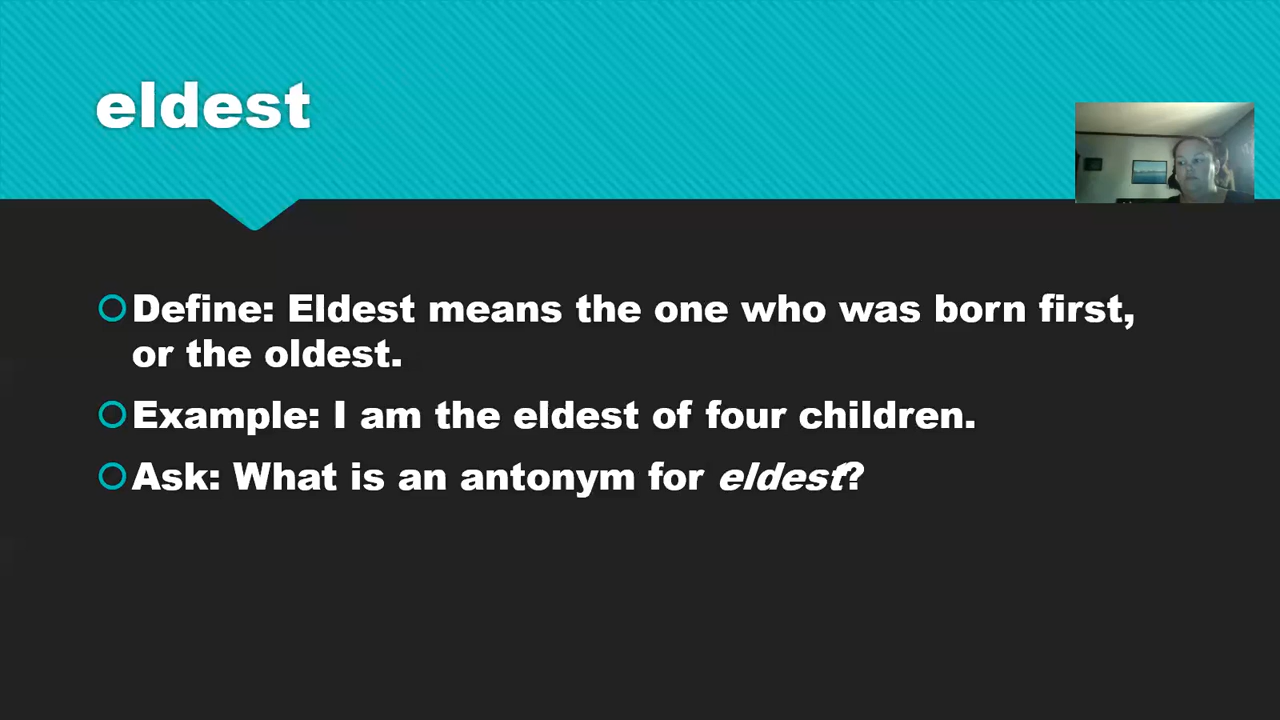 eldest
Define: Eldest means the one who was born first,
or the oldest.
Example: I am the eldest of four children.
Ask: What is an antonym for eldest?